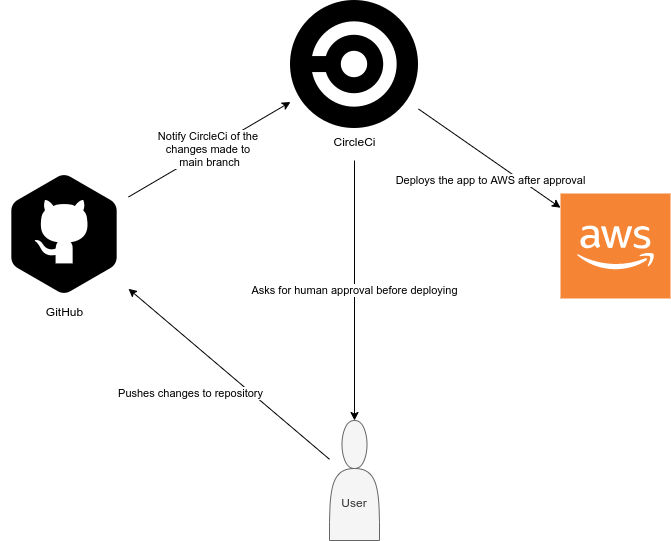 CircleCi
Notify CircleCi of the
changes made to
main branch
Deploys the app to AWS after approval
aws
GitHub
Asks for human approval before deploying
Pushes changes to repository
User